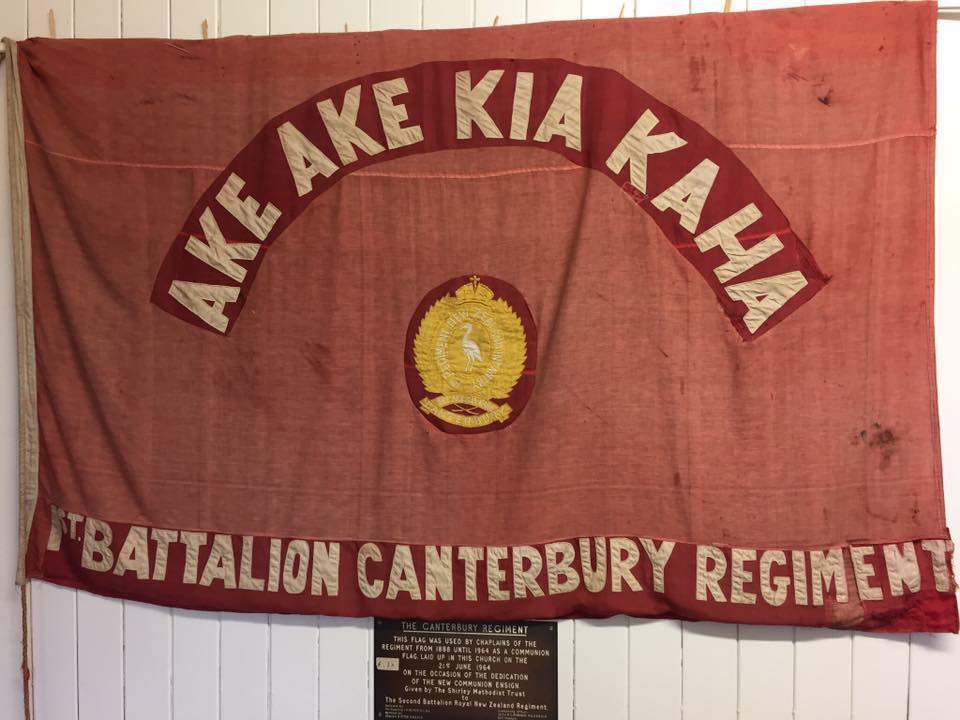 AKE AKE AKE KIA KAHA
1ST. BATTALION CANTERBURY REGIMENT
THE CANTERBURY REGIMENT
THIS FLAG WAS USED BY CHAPLAINS OF THE
REGIMENT FROM 1888 UNTIL 1964 AS A COMMUNION
FLAG. LAID UP IN THIS CHURCH ON THE
21ST JUNE 1964
ON THE OCCASION OF THE DEDICATION
OF THE NEW COMMUNION ENSIGN
Given by The Shirley Methodist Trust
to
The Second Battalion Royal New Zealand Regiment.